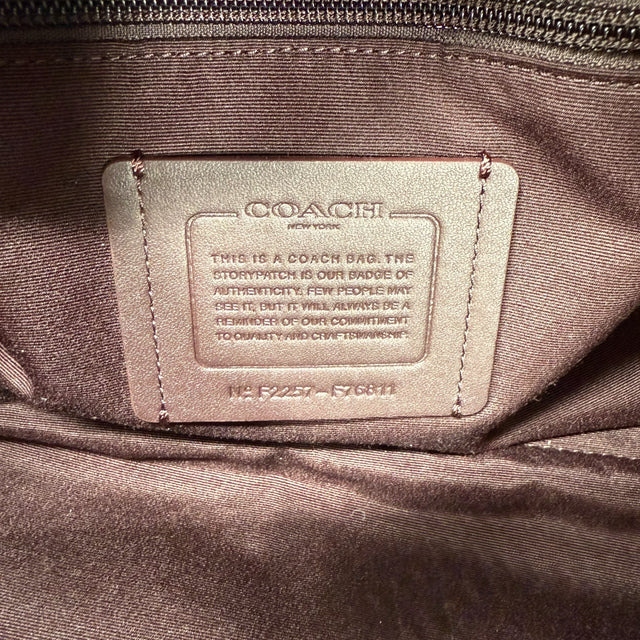 COACH
NEW YORK
THIS IS A COACH BAG. THE
STORYPATCH IS OUR BADGE OF
AUTHENTICITY. FEW PEOPLE MAY
SEE IT, BUT IT WILL ALWAYS BE A
REMINDER OF OUR COMMITMENT
TO QUALITY AND CRAFTSMANSHIP.
Nº F2257-F76811